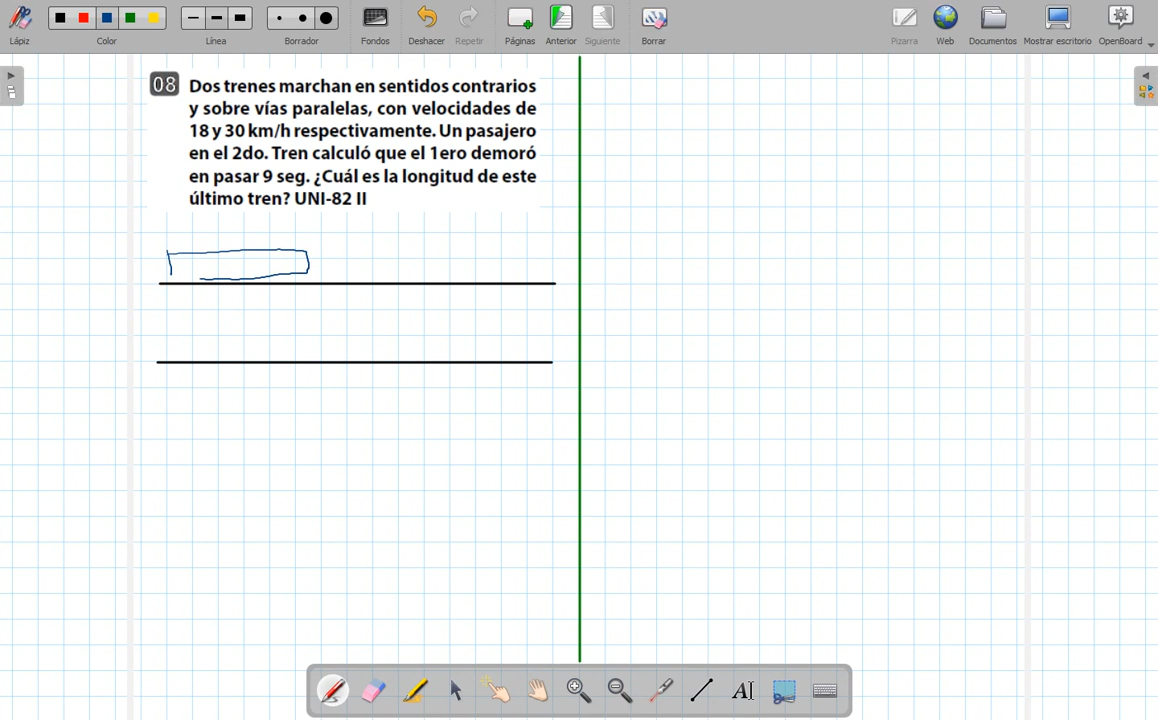 Lápiz
Color
Línea
Borrador
Fondos
Deshacer
Repetir
Páginas
Anterior
Siguiente
Borrar
Pizarra
Web
Documentos
Mostrar escritorio
OpenBoard
08 Dos trenes marchan en sentidos contrarios
y sobre vías paralelas, con velocidades de
18 y 30 km/h respectivamente. Un pasajero
en el 2do. Tren calculó que el 1ero demoró
en pasar 9 seg. ¿Cuál es la longitud de este
último tren? UNI-82 II